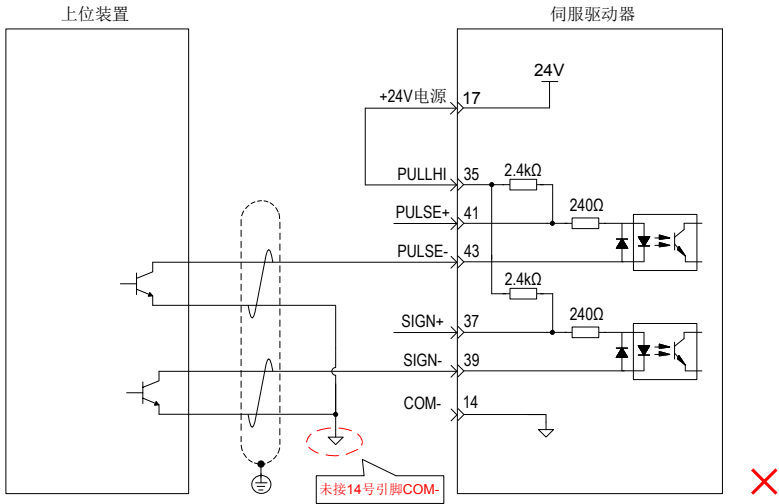 上位装置
伺服驱动器
24V
+24V电源
17
PULLHI
35
2.4kΩ
PULSE+
41
240Ω
PULSE-
43
2.4kΩ
SIGN+
37
240Ω
SIGN-
39
COM-
14
未接14号引脚COM-